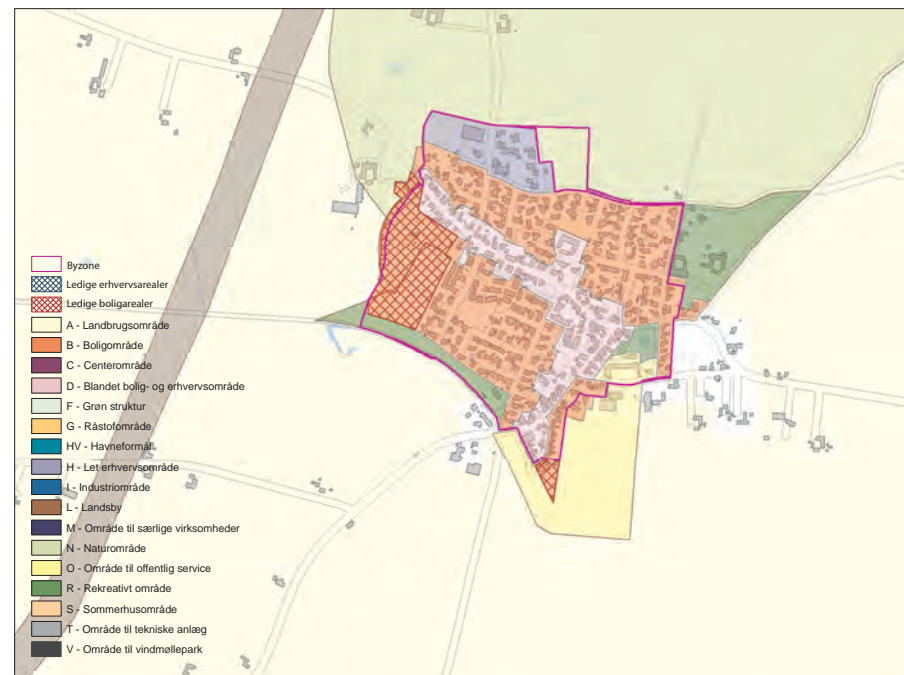 Byzone
Ledige erhvervsarealer
Ledige boligarealer
A - Landbrugsområde
B - Boligområde
C - Centerområde
D - Blandet bolig- og erhvervsområde
F - Grøn struktur
G - Råstofområde
HV - Havneformål
H - Let erhvervsområde
I - Industriområde
L - Landsby
M - Område til særlige virksomheder
N - Naturområde
O - Område til offentlig service
R - Rekreativt område
S - Sommerhusområde
T - Område til tekniske anlæg
V - Område til vindmøllepark